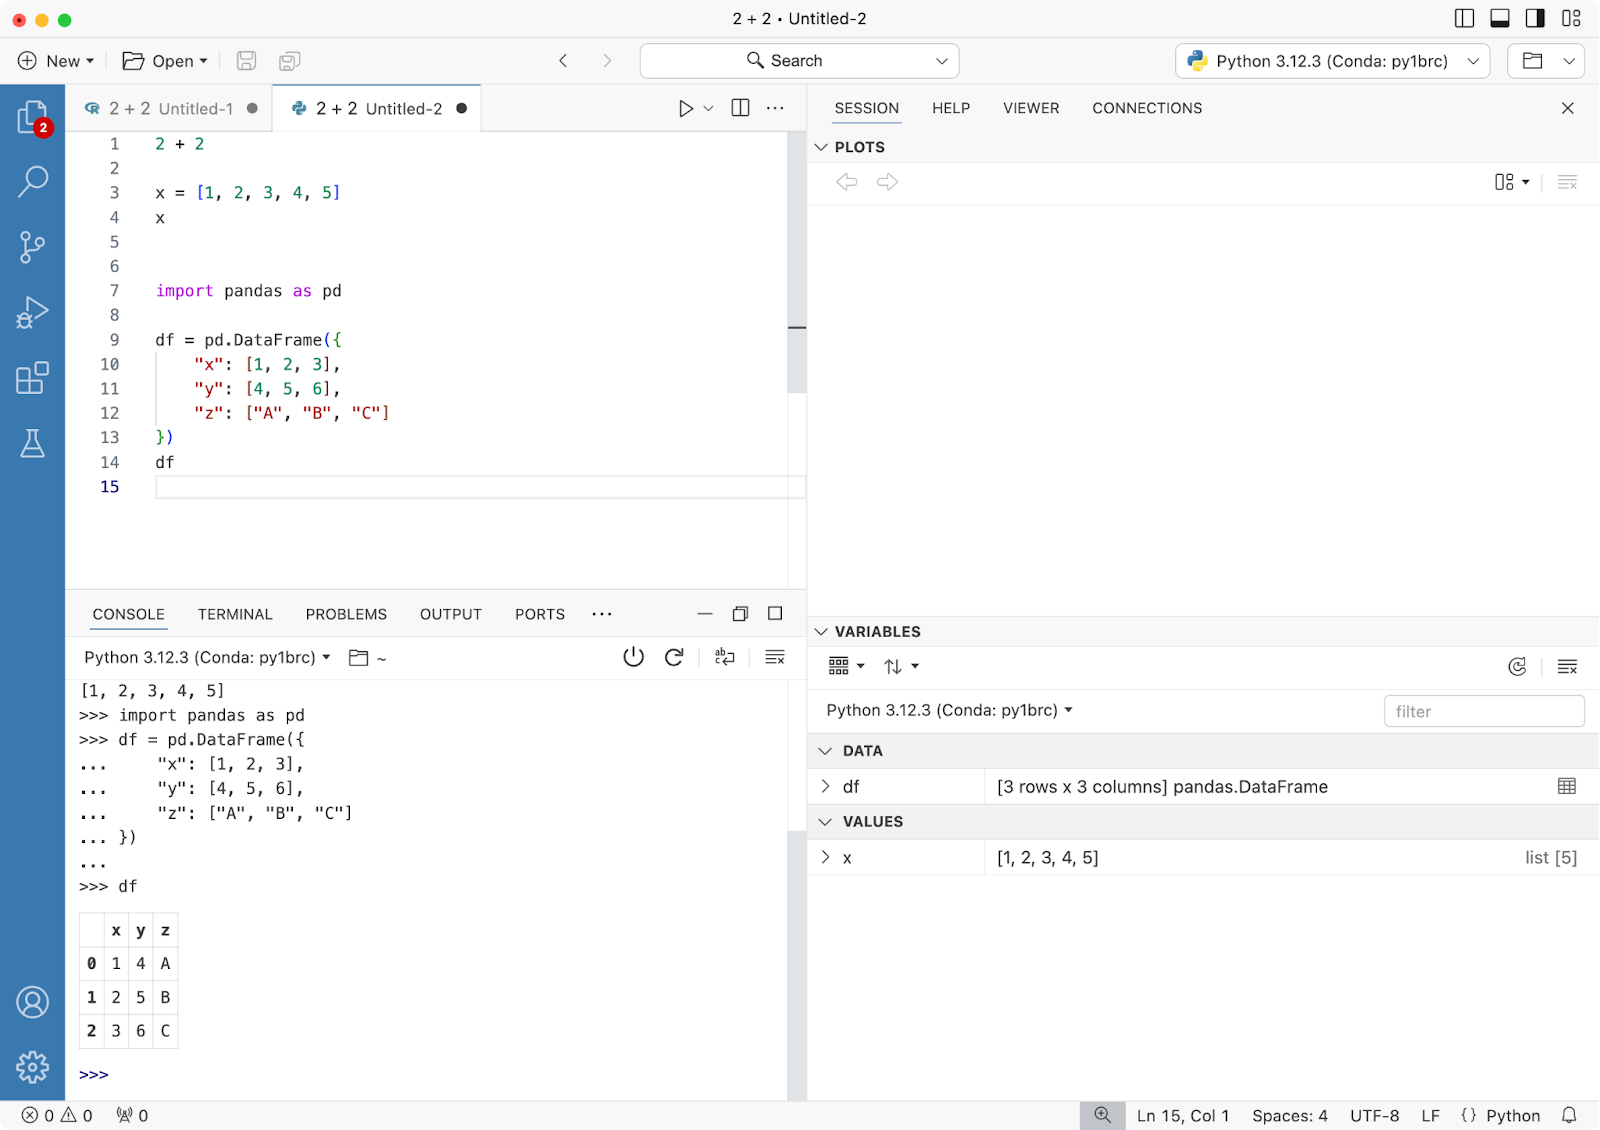 2 + 2 • Untitled-2
New Open Search Python 3.12.3 (Conda: py1brc)
2
2 + 2 Untitled-1
2 + 2 Untitled-2
1 2 + 2
2
3 x = [1, 2, 3, 4, 5]
4 x
5
6
7 import pandas as pd
8
9 df = pd.DataFrame({
10 "x": [1, 2, 3],
11 "y": [4, 5, 6],
12 "z": ["A", "B", "C"]
13 })
14 df
15
CONSOLE TERMINAL PROBLEMS OUTPUT PORTS
Python 3.12.3 (Conda: py1brc) ~
[1, 2, 3, 4, 5]
>>> import pandas as pd
>>> df = pd.DataFrame({
... "x": [1, 2, 3],
... "y": [4, 5, 6],
... "z": ["A", "B", "C"]
... })
...
>>> df
x y z
0 1 4 A
1 2 5 B
2 3 6 C
>>>
SESSION HELP VIEWER CONNECTIONS
PLOTS
VARIABLES
Python 3.12.3 (Conda: py1brc) filter
DATA
df [3 rows x 3 columns] pandas.DataFrame
VALUES
x [1, 2, 3, 4, 5] list [5]
0 0 0 Ln 15, Col 1 Spaces: 4 UTF-8 LF {} Python